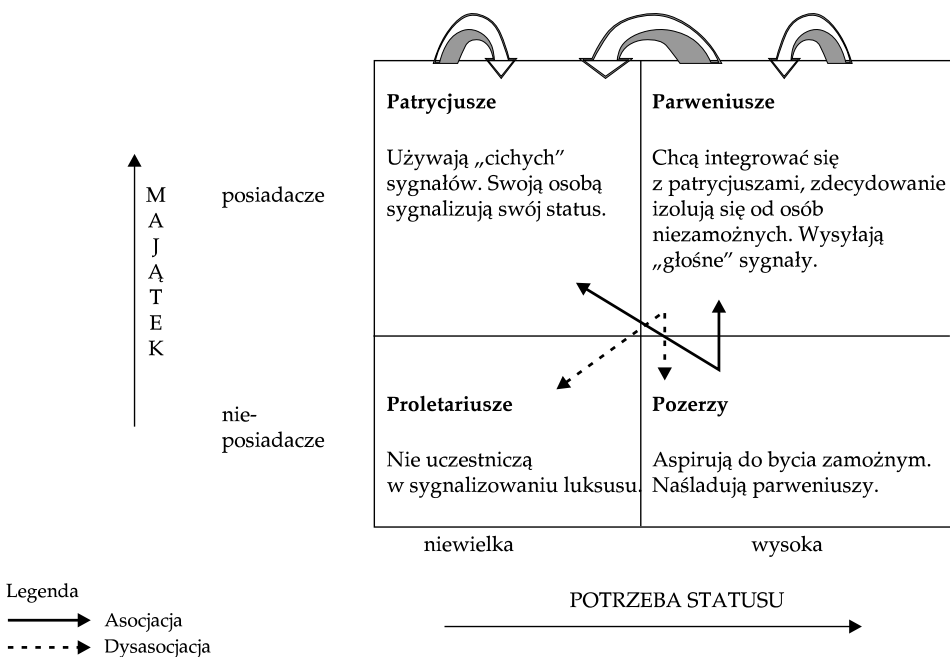 Patrycjusze
Używają „cichych”
sygnałów. Swoją osobą
sygnalizują swój status.
Parweniusze
Chcą integrować się
z patrycjuszami, zdecydowanie
izolują się od osób
niezamożnych. Wysyłają
„głośne” sygnały.
M
A
J
Ą
T
E
K
posiadacze
nie-
posiadacze
Proletariusze
Nie uczestniczą
w sygnalizowaniu luksusu.
Pozerzy
Aspirują do bycia zamożnym.
Naśladują parweniuszy.
niewielka
wysoka
POTRZEBA STATUSU
Legenda
Asocjacja
Dysasocjacja